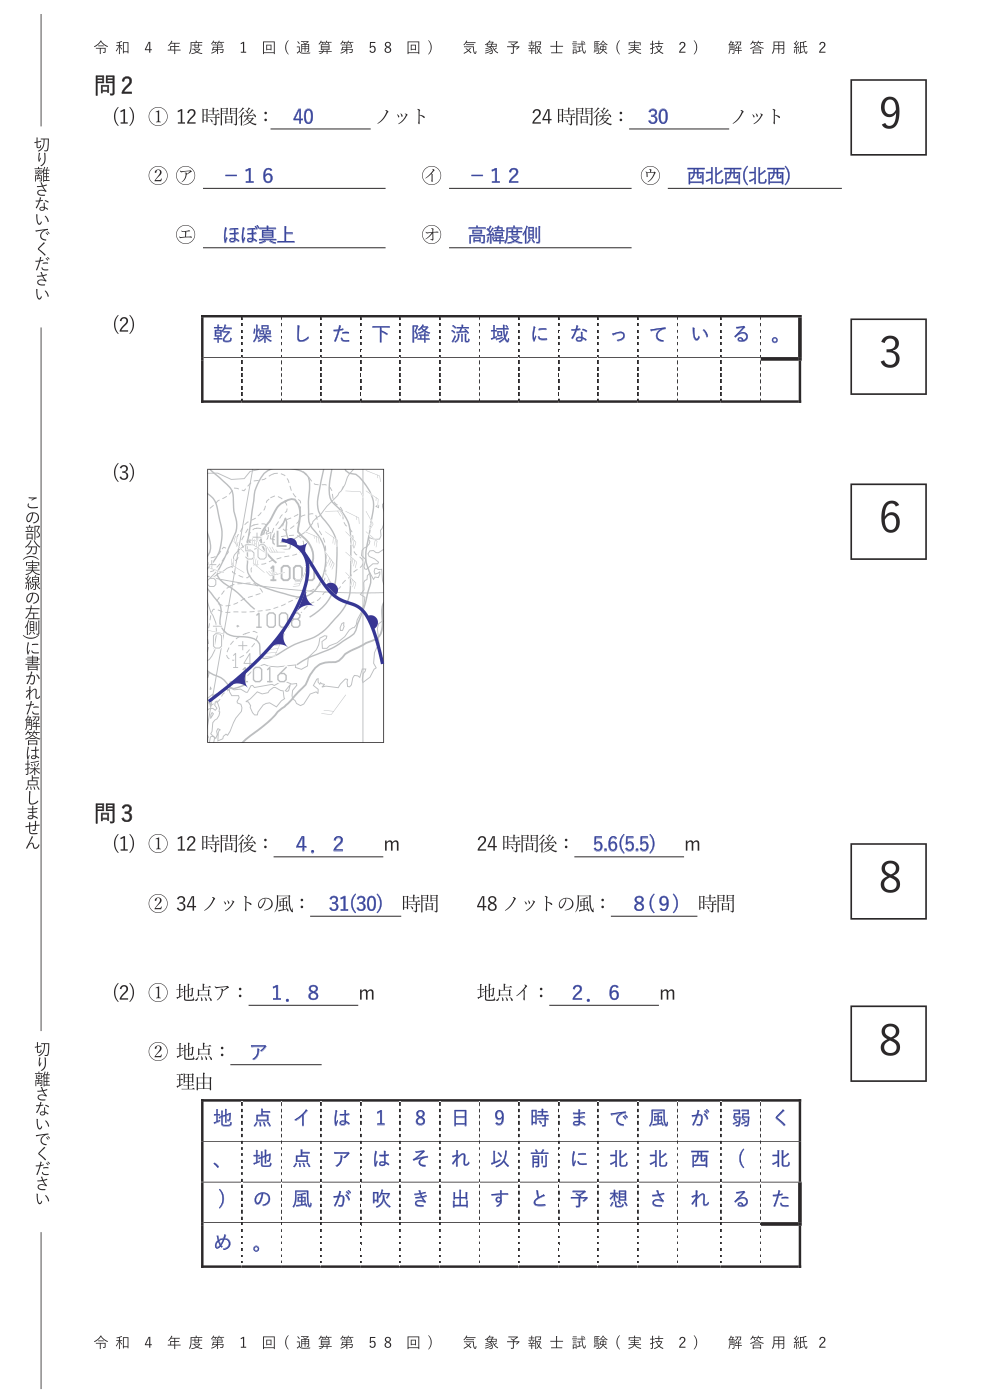 令和4年度第1回(通算第58回) 気象予報士試験(実技2) 解答用紙2
問2
9
(1) ① 12時間後： 40 ノット 24時間後： 30 ノット
② ㋐ －16 ㋑ －12 ㋒ 西北西(北西)
㋓ ほぼ真上 ㋔ 高緯度側
(2) 乾燥した下降流域になっている。
3
(3)
6
L
100
1008
1016
問3
(1) ① 12時間後： 4．2 m 24時間後： 5.6(5.5) m
8
② 34ノットの風： 31(30) 時間 48ノットの風： 8(9) 時間
(2) ① 地点ア： 1．8 m 地点イ： 2．6 m
8
② 地点： ア
理由
地点イは18日9時まで風が弱く
、地点アはそれ以前に北北西(北
)の風が吹き出すと予想されるた
め。
令和4年度第1回(通算第58回) 気象予報士試験(実技2) 解答用紙2
切り離さないでください
この部分(実線の左側)に書かれた解答は採点しません
切り離さないでください